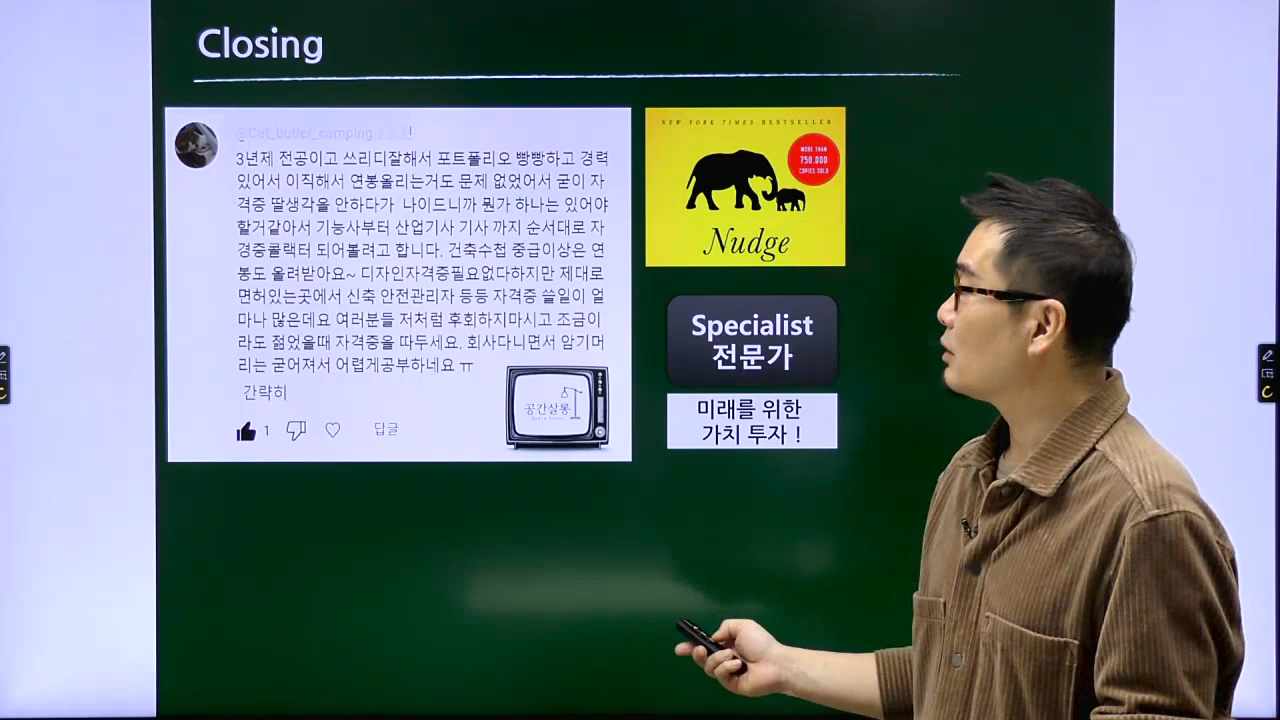 Closing
@Cat_butler_camping
3년제 전공이고 쓰리디잘해서 포트폴리오 빵빵하고 경력
있어서 이직해서 연봉올리는거도 문제 없었어서 굳이 자
격증 딸생각을 안하다가 나이드니까 뭔가 하나는 있어야
할거같아서 기능사부터 산업기사 기사 까지 순서대로 자
경증콜랙터 되어볼려고 합니다. 건축수첩 중급이상은 연
봉도 올려받아요~ 디자인자격증필요없다하지만 제대로
면허있는곳에서 신축 안전관리자 등등 자격증 쓸일이 얼
마나 많은데요 여러분들 저처럼 후회하지마시고 조금이
라도 젊었을때 자격증을 따두세요. 회사다니면서 암기머
리는 굳어져서 어렵게공부하네요 ㅠ
간략히
1 답글
공간살롱
NEW YORK TIMES BESTSELLER
MORE THAN
750,000
COPIES SOLD
Nudge
Specialist
전문가
미래를 위한
가치 투자 !